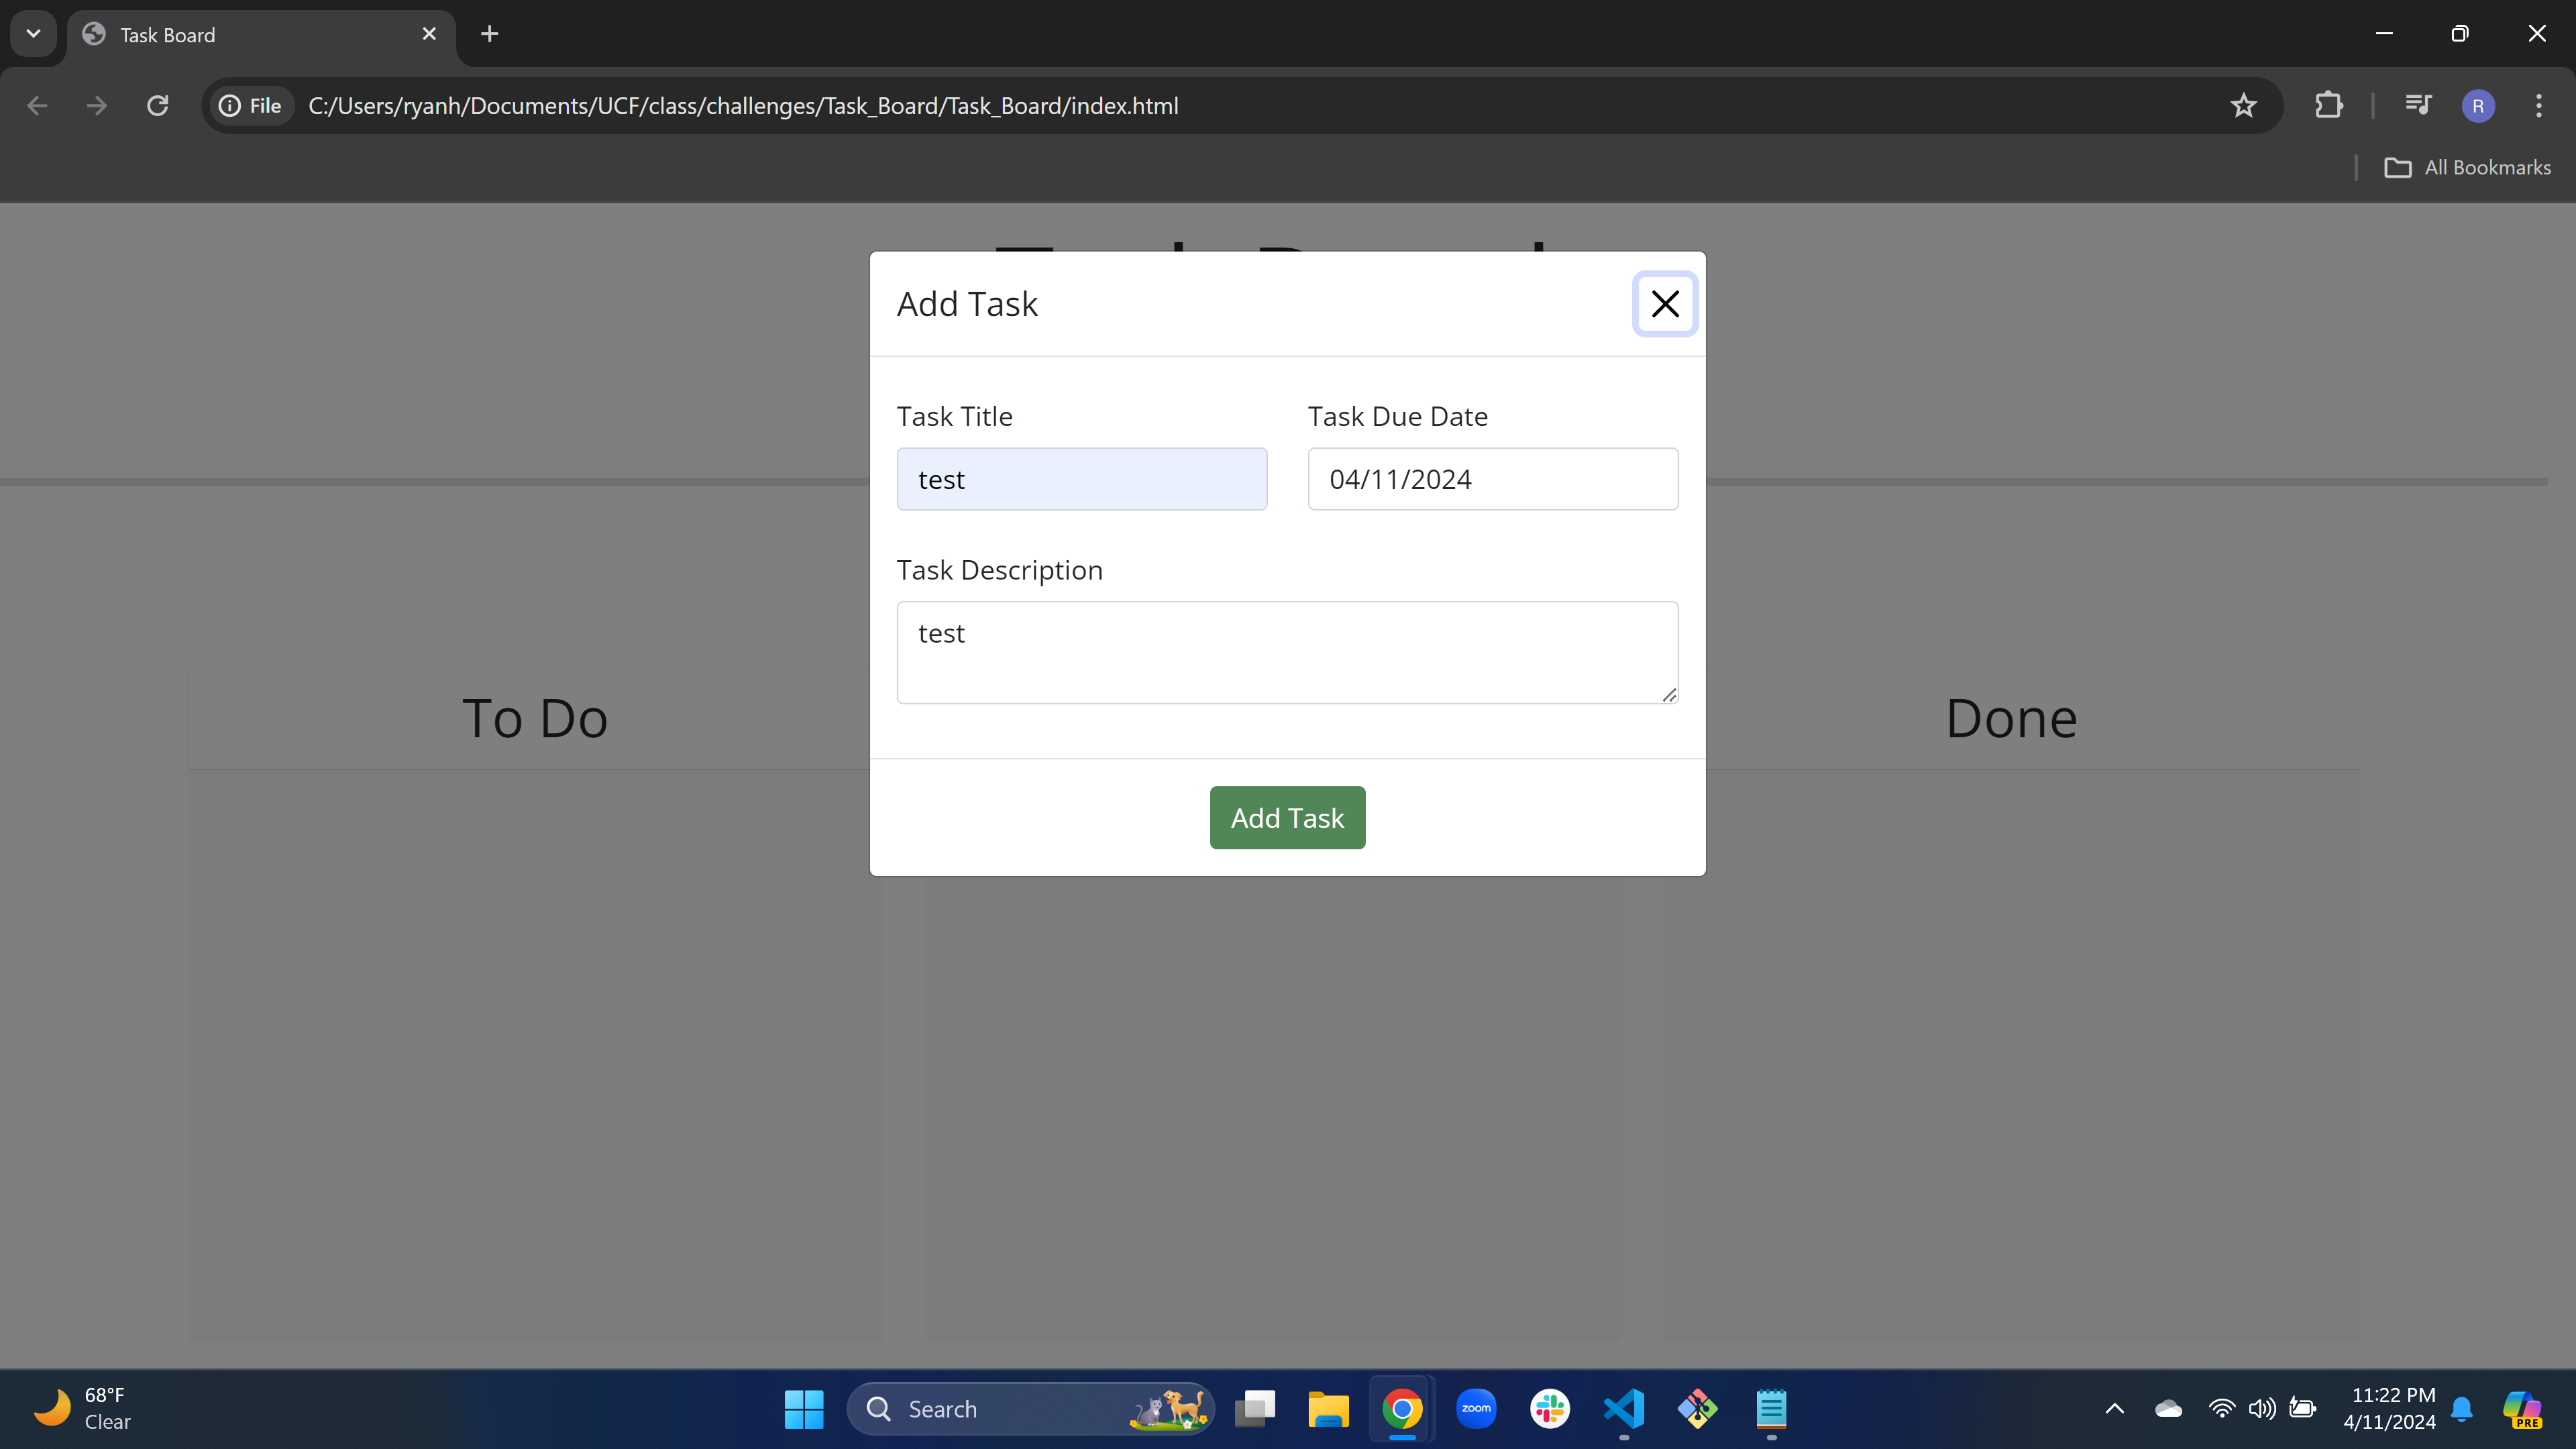 Task Board
File
C:/Users/ryanh/Documents/UCF/class/challenges/Task_Board/Task_Board/index.html
R
All Bookmarks
Add Task
Task Title
Task Due Date
test
04/11/2024
Task Description
test
To Do
Done
Add Task
68°F
Clear
Search
zoom
11:22 PM
4/11/2024
PRE